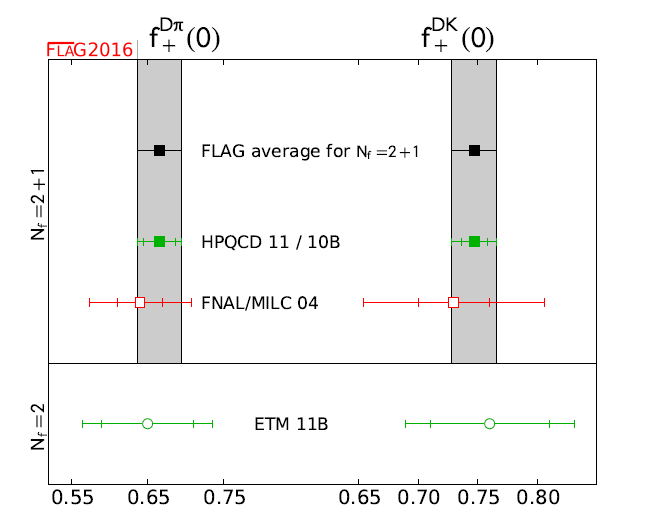 f₊ᴰᵖⁱ(0) f₊ᴰᴷ(0)
FLAG2016
FLAG average for N_f=2+1
N_f=2+1
HPQCD 11 / 10B
FNAL/MILC 04
ETM 11B
N_f=2
0.55 0.65 0.75 0.65 0.70 0.75 0.80